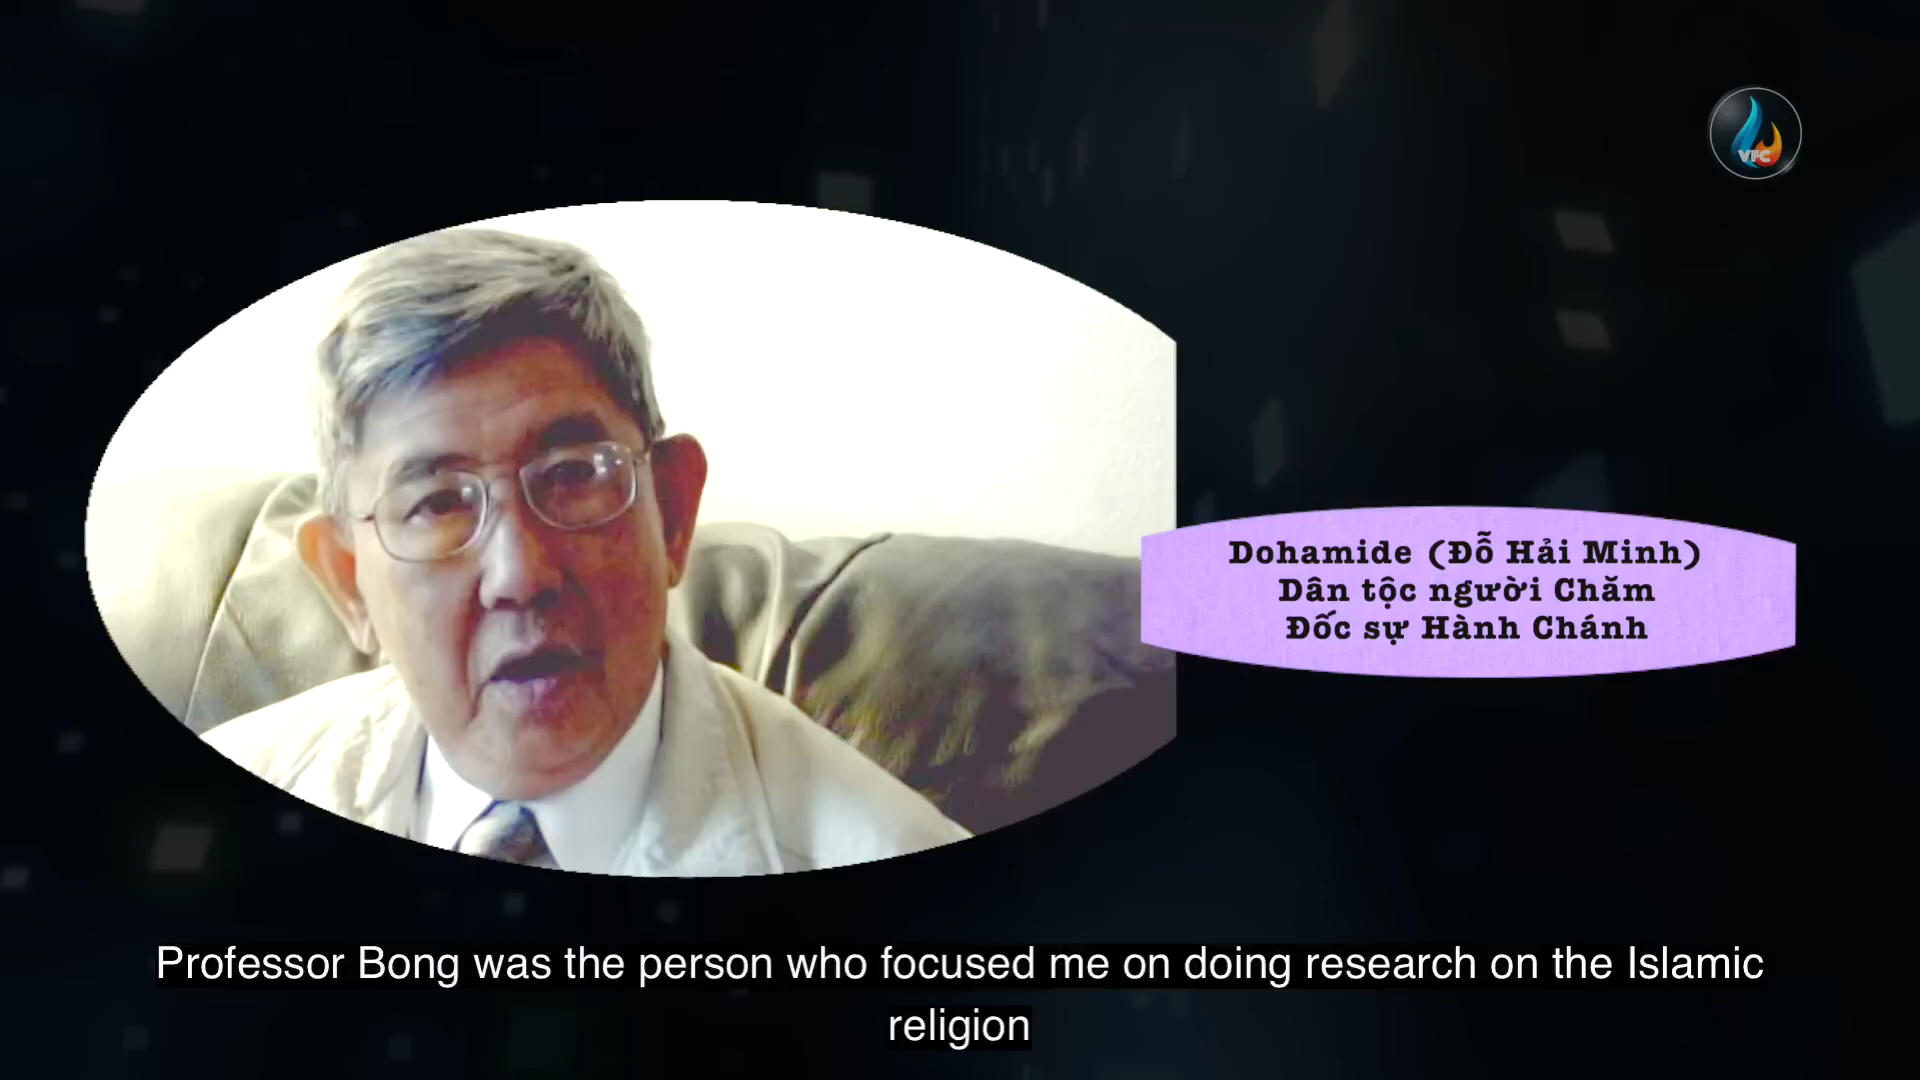 VFC
Dohamide (Đỗ Hải Minh)
Dân tộc người Chăm
Đốc sự Hành Chánh
Professor Bong was the person who focused me on doing research on the Islamic
religion